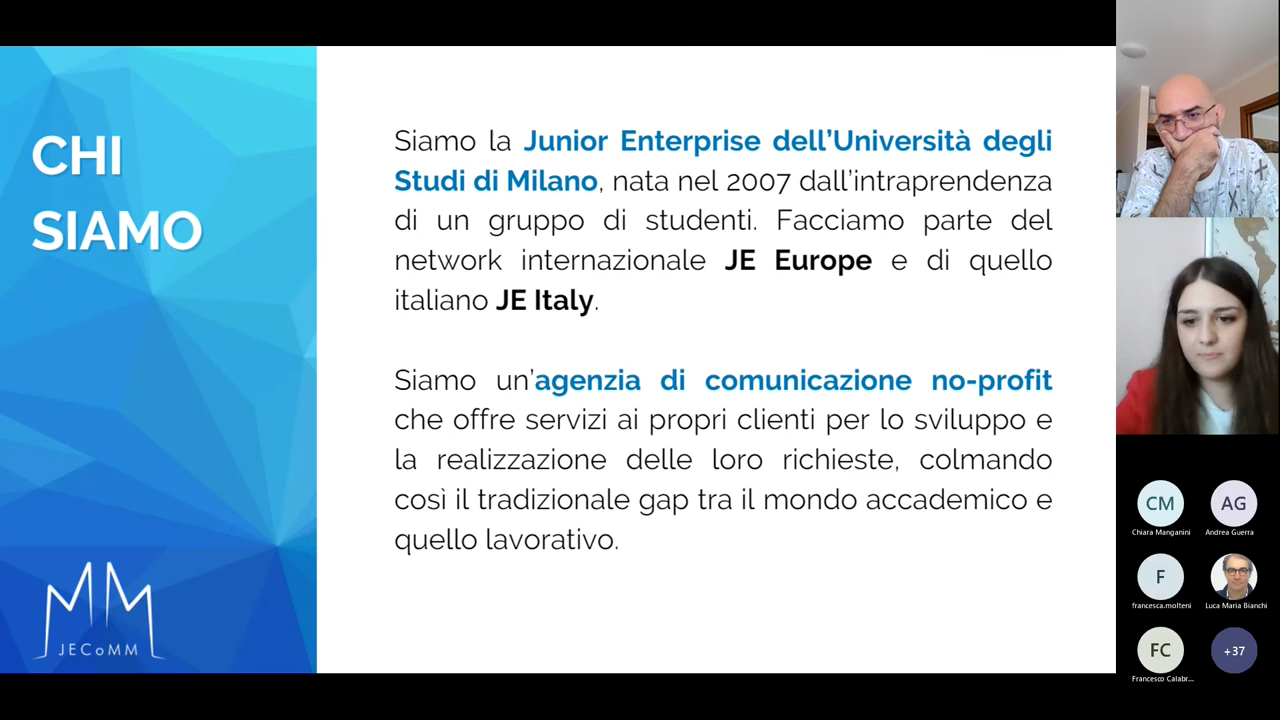 CHI
SIAMO
Siamo la Junior Enterprise dell'Università degli
Studi di Milano, nata nel 2007 dall'intraprendenza
di un gruppo di studenti. Facciamo parte del
network internazionale JE Europe e di quello
italiano JE Italy.
Siamo un'agenzia di comunicazione no-profit
che offre servizi ai propri clienti per lo sviluppo e
la realizzazione delle loro richieste, colmando
così il tradizionale gap tra il mondo accademico e
quello lavorativo.
JECoMM
CM
Chiara Manganini
AG
Andrea Guerra
F
francesca.molteni
Luca Maria Bianchi
FC
Francesco Calabr...
+37